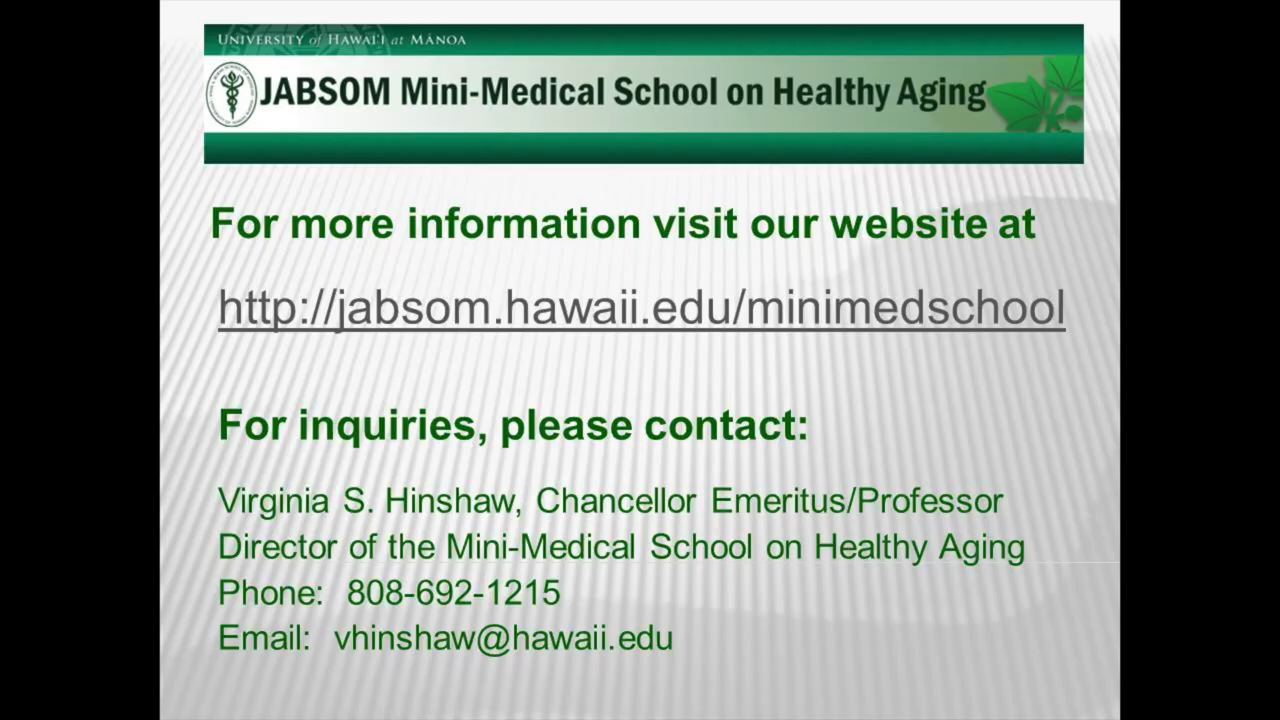 UNIVERSITY of HAWAI'I at MĀNOA
JABSOM Mini-Medical School on Healthy Aging
For more information visit our website at
http://jabsom.hawaii.edu/minimedschool
For inquiries, please contact:
Virginia S. Hinshaw, Chancellor Emeritus/Professor
Director of the Mini-Medical School on Healthy Aging
Phone: 808-692-1215
Email: vhinshaw@hawaii.edu